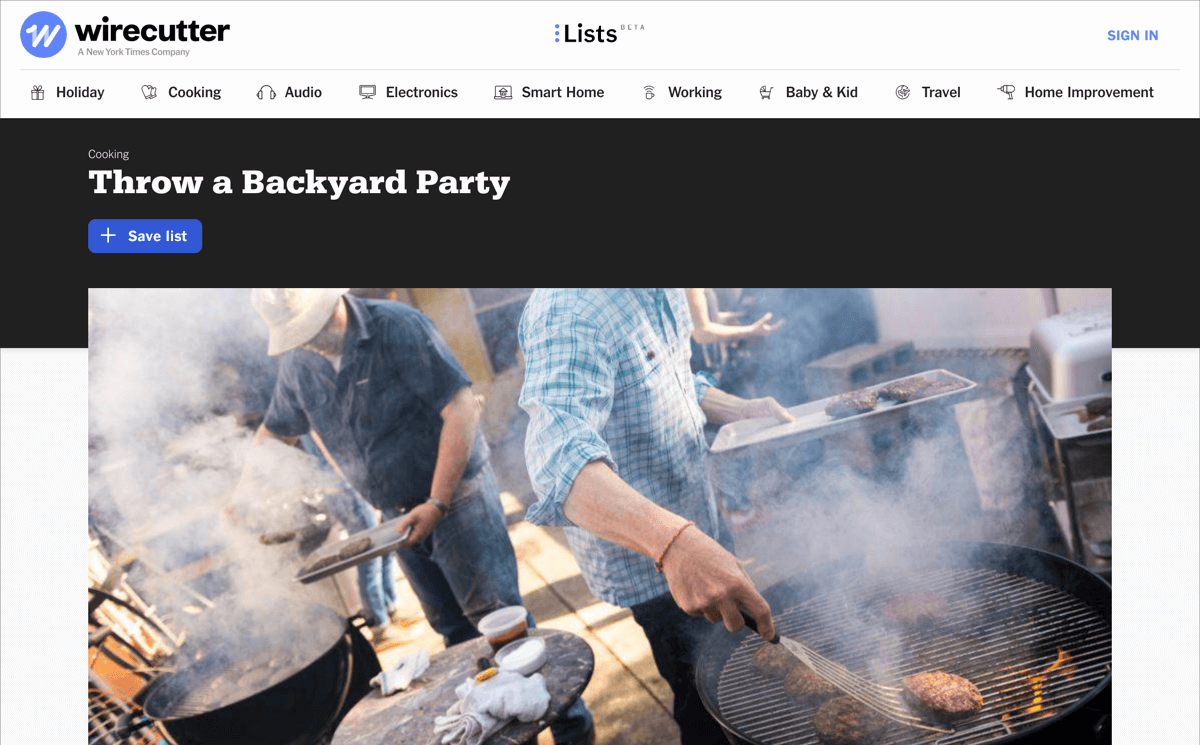 wirecutter
A New York Times Company
Lists BETA
SIGN IN
Holiday Cooking Audio Electronics Smart Home Working Baby & Kid Travel Home Improvement
Cooking
Throw a Backyard Party
+ Save list